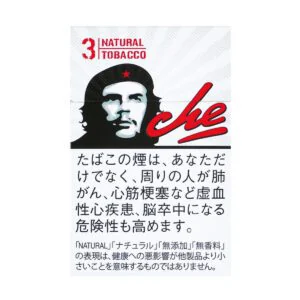 3 NATURAL
TOBACCO
che
たばこの煙は、あなただ
けでなく、周りの人が肺
がん、心筋梗塞など虚血
性心疾患、脳卒中になる
危険性も高めます。
「NATURAL」「ナチュラル」「無添加」「無香料」
の表現は、健康への悪影響が他製品より小
さいことを意味するものではありません。